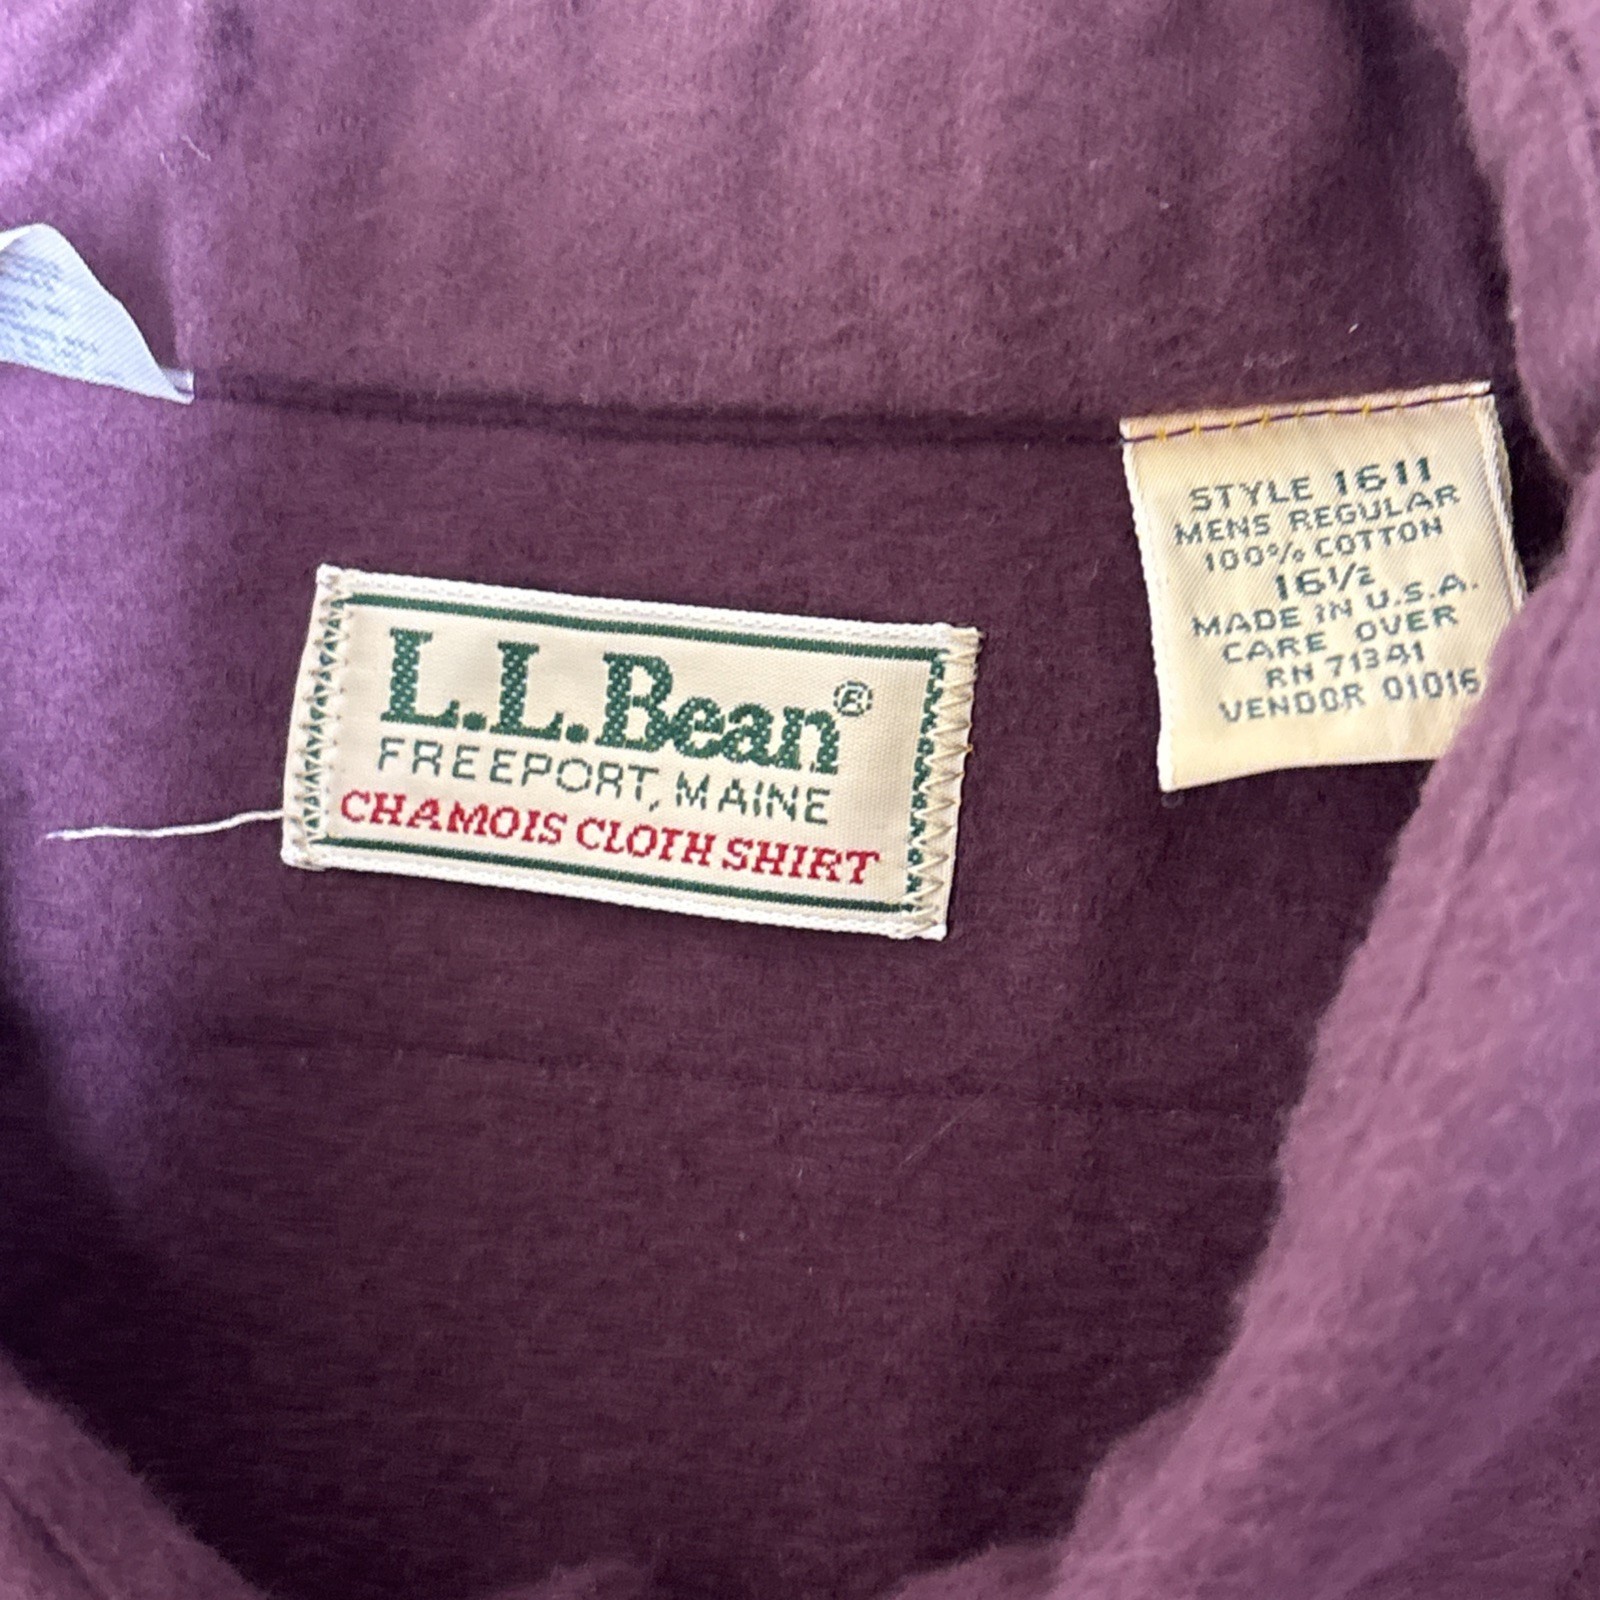 L.L.Bean®
FREEPORT, MAINE
CHAMOIS CLOTH SHIRT
STYLE 1611
MENS REGULAR
100% COTTON
16½
MADE IN U.S.A.
CARE OVER
RN 71341
VENDOR 01016